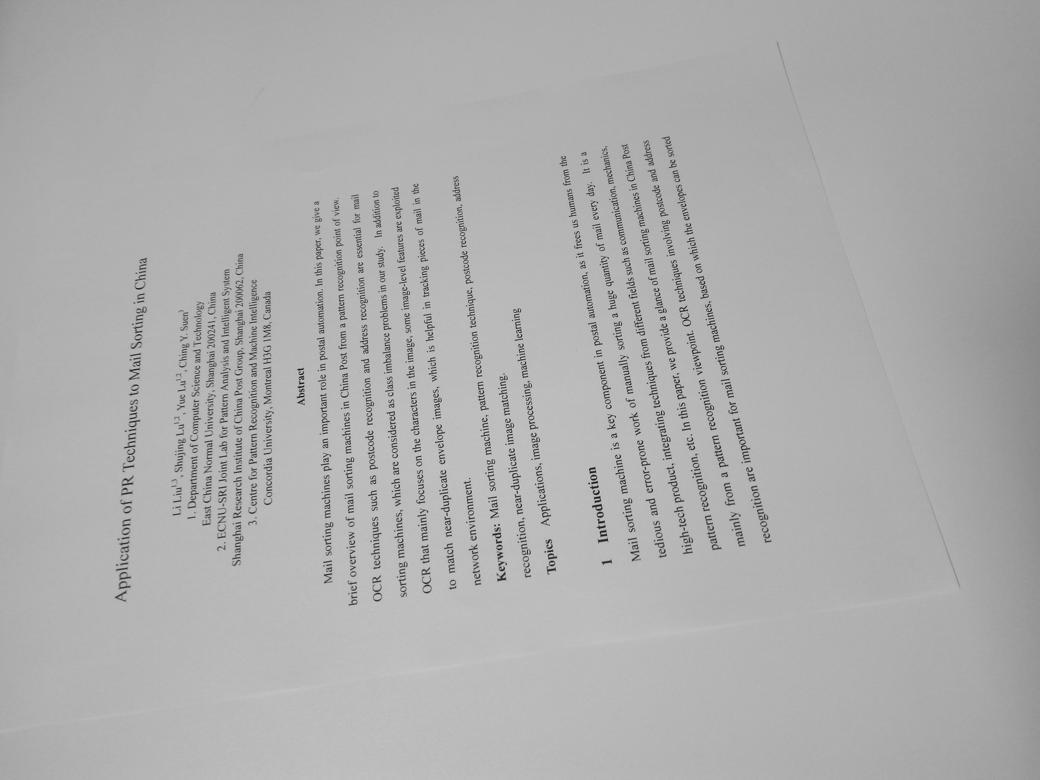 Application of PR Techniques to Mail Sorting in China
Li Liu1,3, Shujing Lu1,2, Yue Lu1,2, Ching Y. Suen3
1. Department of Computer Science and Technology
East China Normal University, Shanghai 200241, China
2. ECNU-SRI Joint Lab for Pattern Analysis and Intelligent System
Shanghai Research Institute of China Post Group, Shanghai 200062, China
3. Centre for Pattern Recognition and Machine Intelligence
Concordia University, Montreal H3G 1M8, Canada
Abstract
Mail sorting machines play an important role in postal automation. In this paper, we give a
brief overview of mail sorting machines in China Post from a pattern recognition point of view.
OCR techniques such as postcode recognition and address recognition are essential for mail
sorting machines, which are considered as class imbalance problems in our study. In addition to
OCR that mainly focuses on the characters in the image, some image-level features are exploited
to match near-duplicate envelope images, which is helpful in tracking pieces of mail in the
network environment.
Keywords: Mail sorting machine, pattern recognition technique, postcode recognition, address
recognition, near-duplicate image matching.
Topics Applications, image processing, machine learning
1 Introduction
Mail sorting machine is a key component in postal automation, as it frees us humans from the
tedious and error-prone work of manually sorting a huge quantity of mail every day. It is a
high-tech product, integrating techniques from different fields such as communication, mechanics,
pattern recognition, etc. In this paper, we provide a glance of mail sorting machines in China Post
mainly from a pattern recognition viewpoint. OCR techniques involving postcode and address
recognition are important for mail sorting machines, based on which the envelopes can be sorted